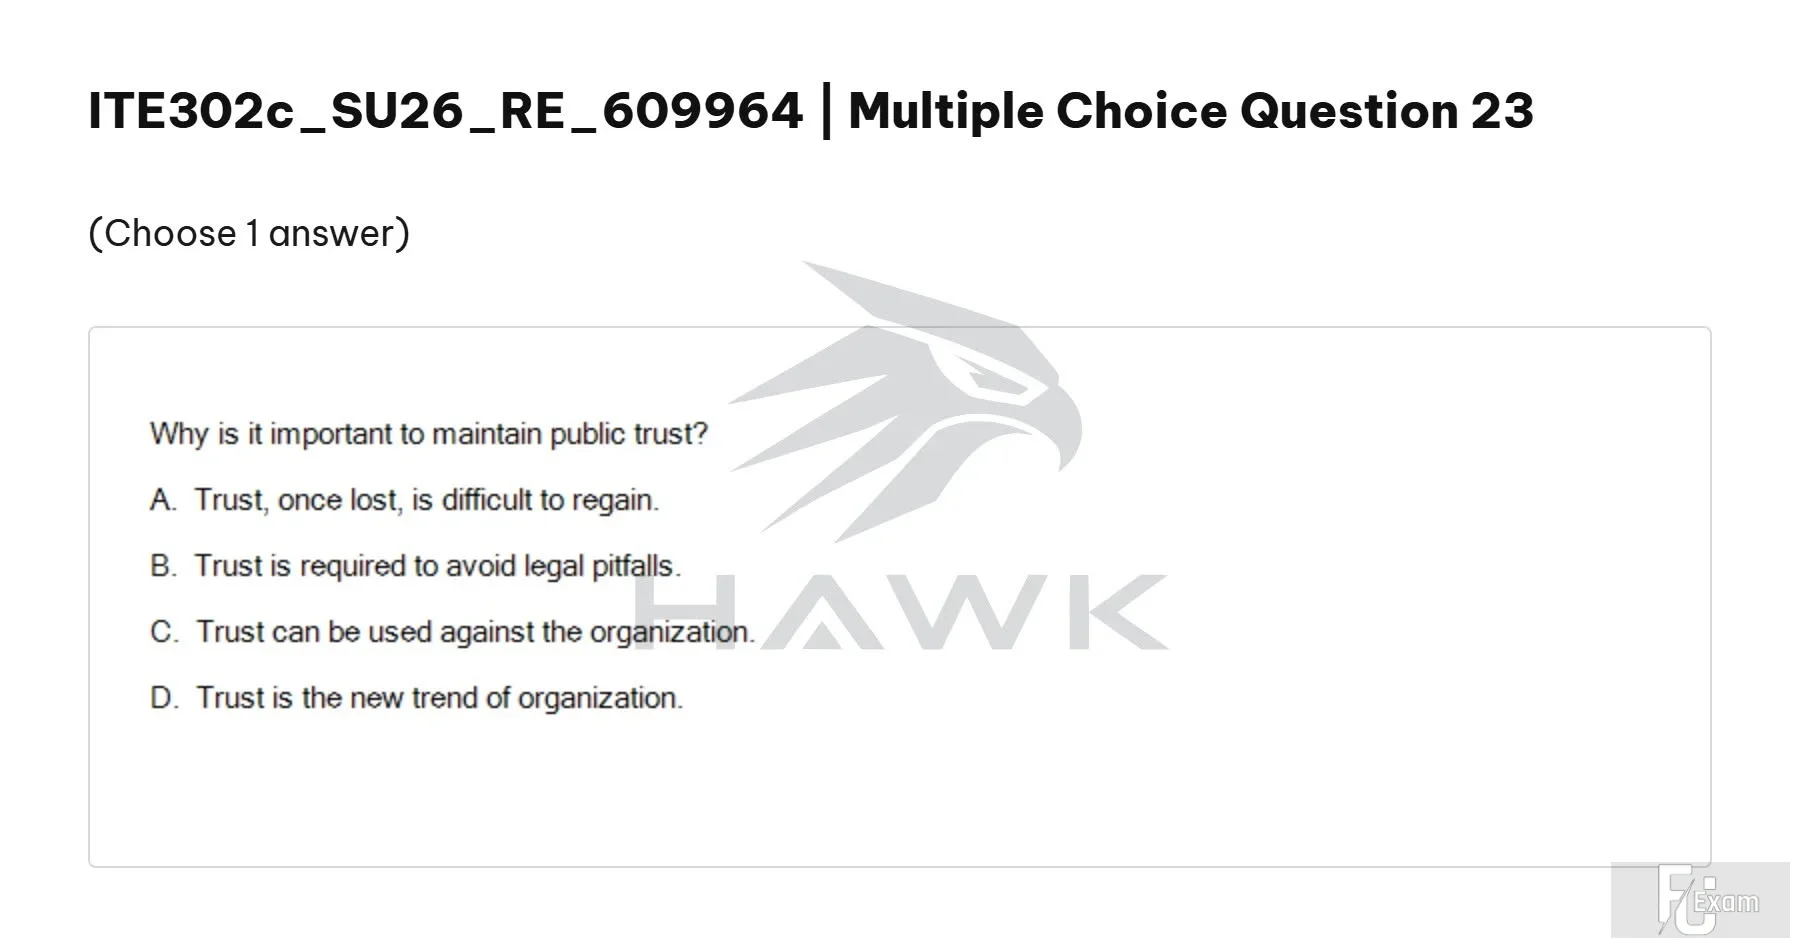 ITE302c_SU26_RE_609964 | Multiple Choice Question 23
(Choose 1 answer)
Why is it important to maintain public trust?
A. Trust, once lost, is difficult to regain.
B. Trust is required to avoid legal pitfalls.
C. Trust can be used against the organization.
D. Trust is the new trend of organization.
HAWK
FU Exam